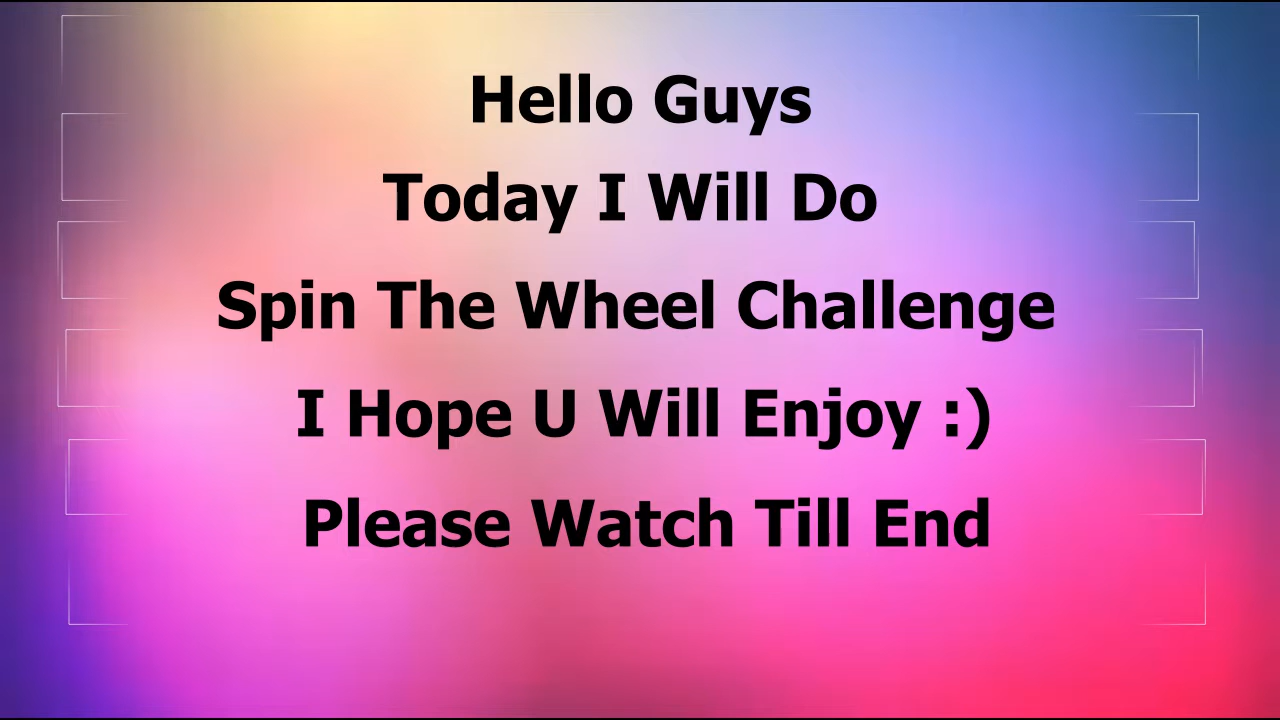 Hello Guys
Today I Will Do
Spin The Wheel Challenge
I Hope U Will Enjoy :)
Please Watch Till End